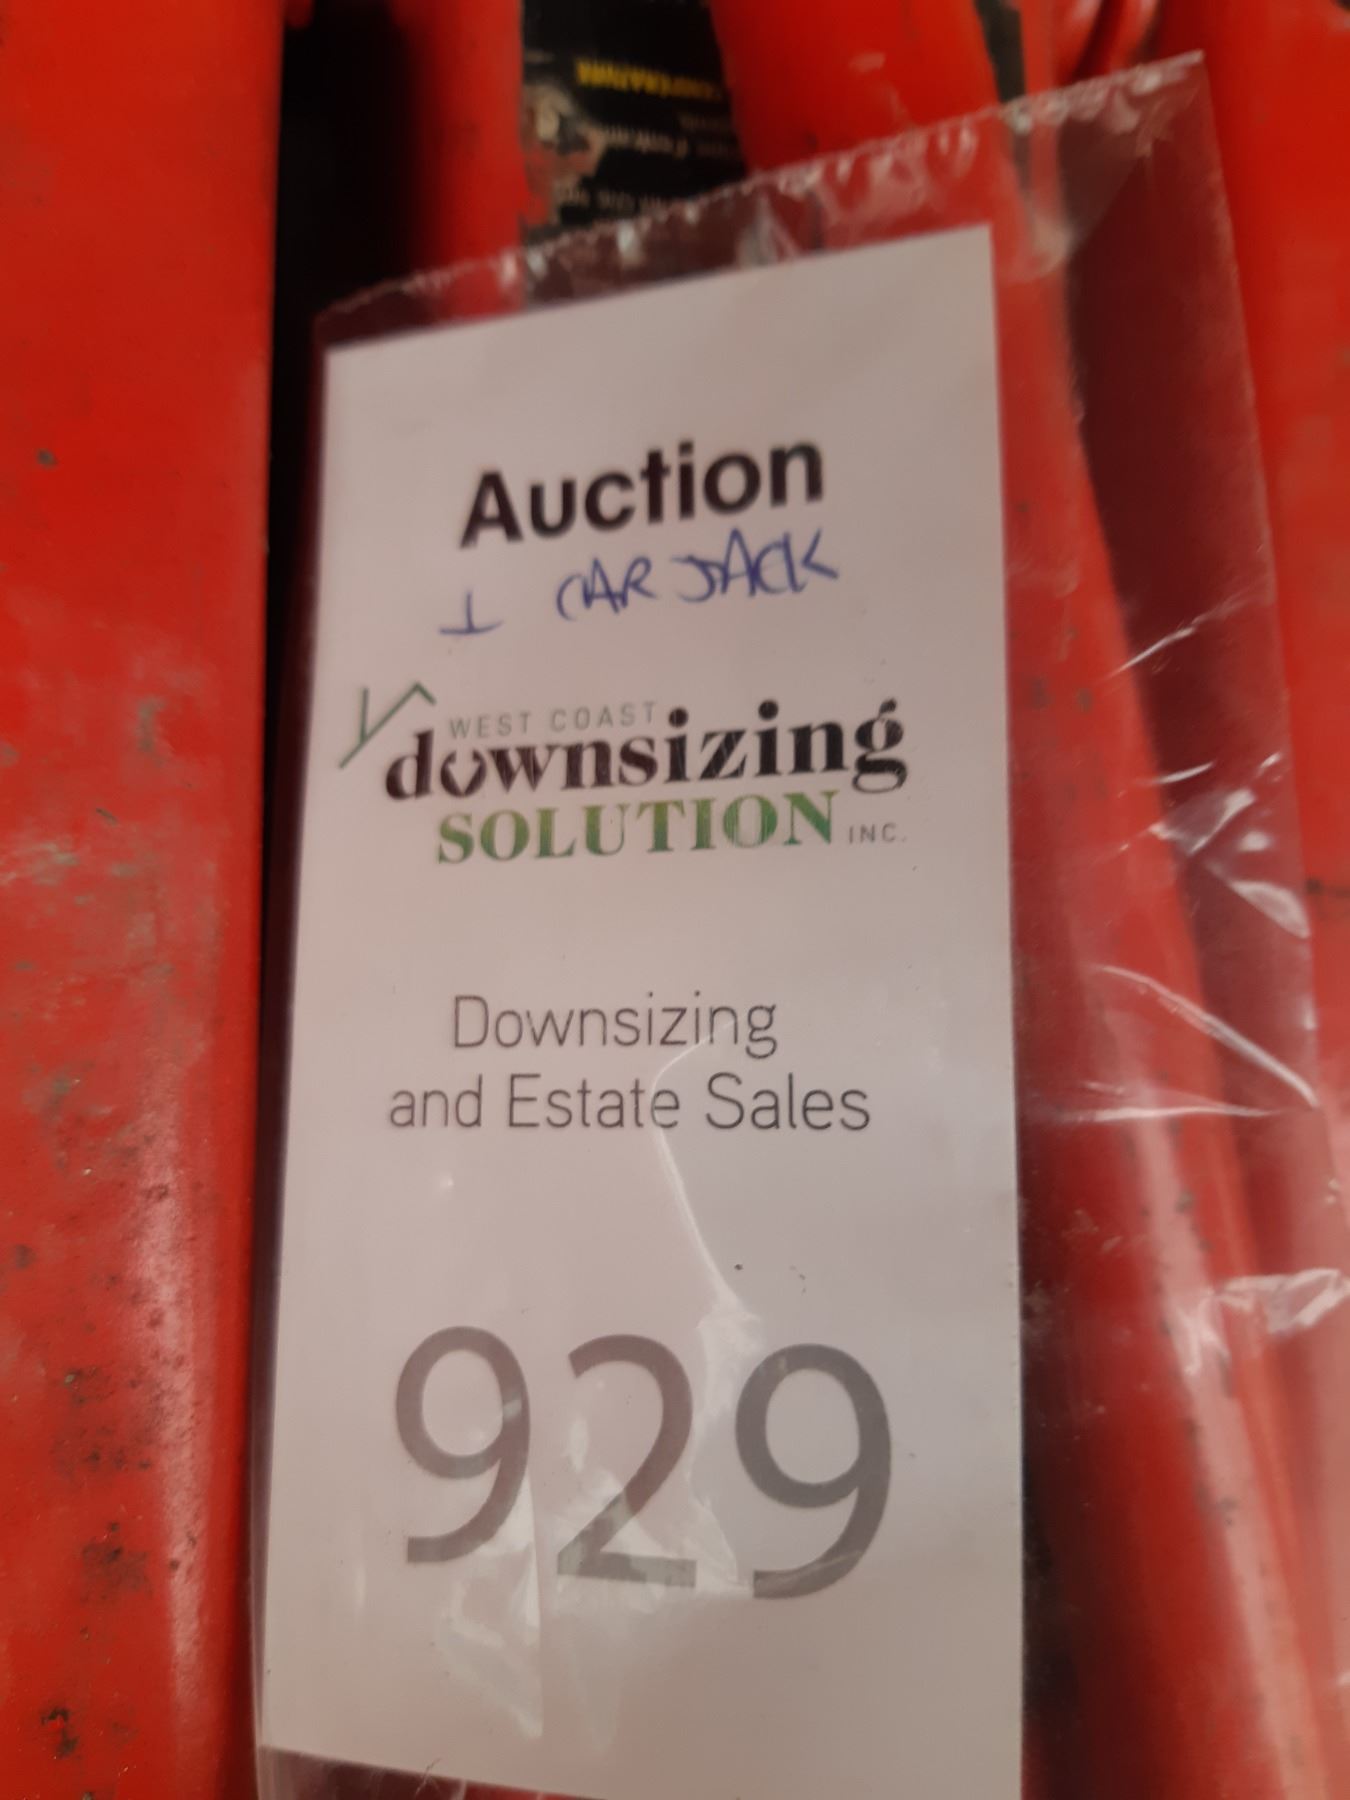 Auction
1 CAR JACK
WEST COAST
downsizing
SOLUTION INC.
Downsizing
and Estate Sales
929